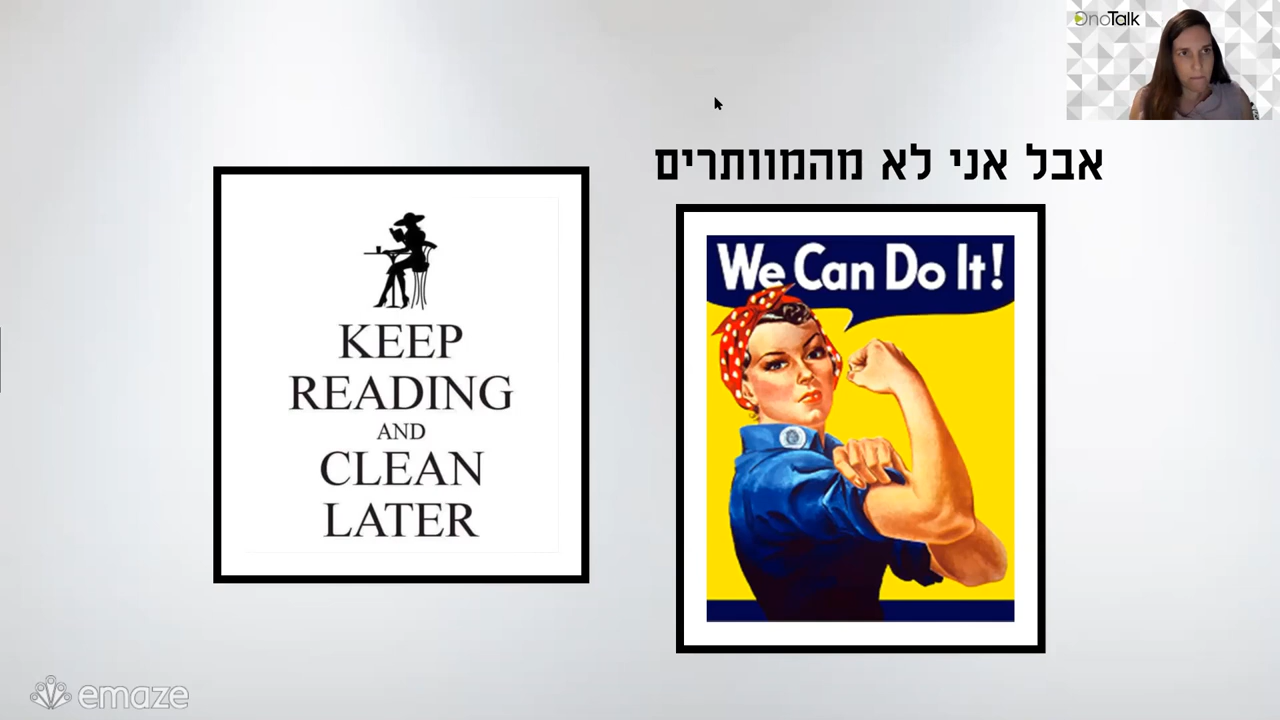 OnoTalk
אבל אני לא מהמוותרים
KEEP
READING
AND
CLEAN
LATER
We Can Do It!
emaze